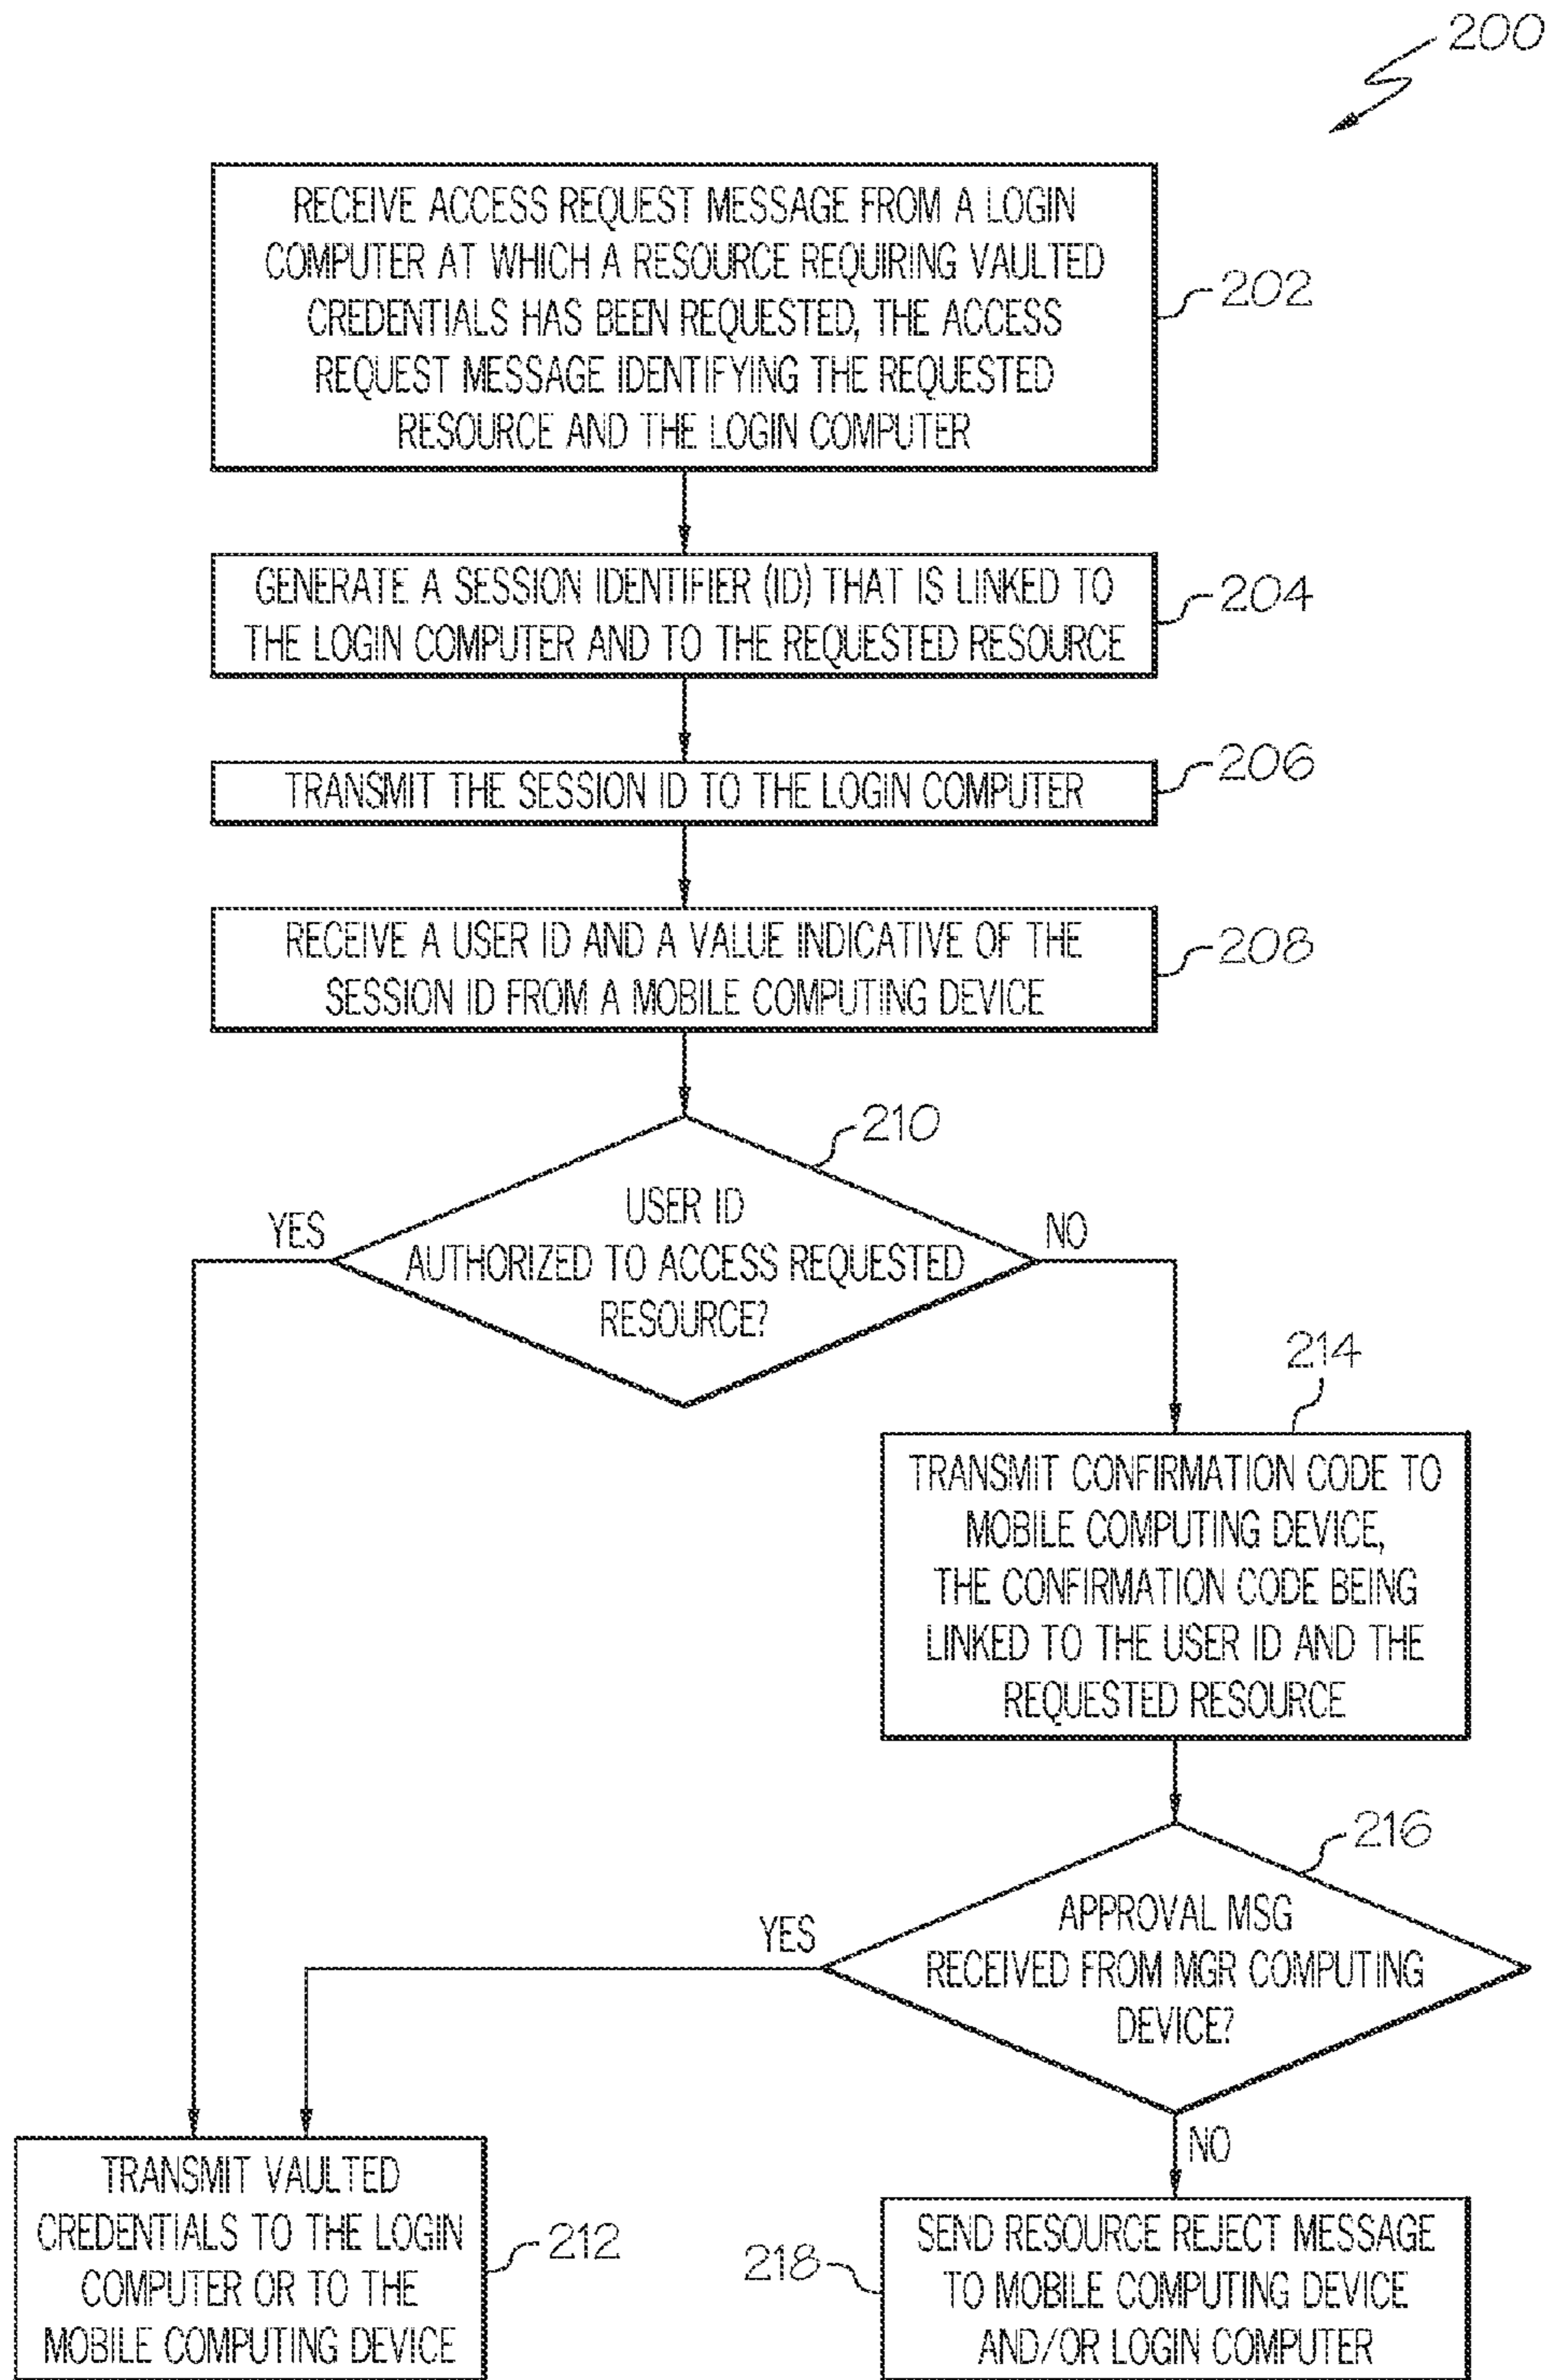 200
RECEIVE ACCESS REQUEST MESSAGE FROM A LOGIN
COMPUTER AT WHICH A RESOURCE REQUIRING VAULTED
CREDENTIALS HAS BEEN REQUESTED, THE ACCESS
REQUEST MESSAGE IDENTIFYING THE REQUESTED
RESOURCE AND THE LOGIN COMPUTER
202
GENERATE A SESSION IDENTIFIER (ID) THAT IS LINKED TO
THE LOGIN COMPUTER AND TO THE REQUESTED RESOURCE
204
TRANSMIT THE SESSION ID TO THE LOGIN COMPUTER
206
RECEIVE A USER ID AND A VALUE INDICATIVE OF THE
SESSION ID FROM A MOBILE COMPUTING DEVICE
208
210
USER ID
AUTHORIZED TO ACCESS REQUESTED
RESOURCE?
YES
NO
214
TRANSMIT CONFIRMATION CODE TO
MOBILE COMPUTING DEVICE,
THE CONFIRMATION CODE BEING
LINKED TO THE USER ID AND THE
REQUESTED RESOURCE
216
APPROVAL MSG
RECEIVED FROM MGR COMPUTING
DEVICE?
YES
NO
TRANSMIT VAULTED
CREDENTIALS TO THE LOGIN
COMPUTER OR TO THE
MOBILE COMPUTING DEVICE
212
218
SEND RESOURCE REJECT MESSAGE
TO MOBILE COMPUTING DEVICE
AND/OR LOGIN COMPUTER